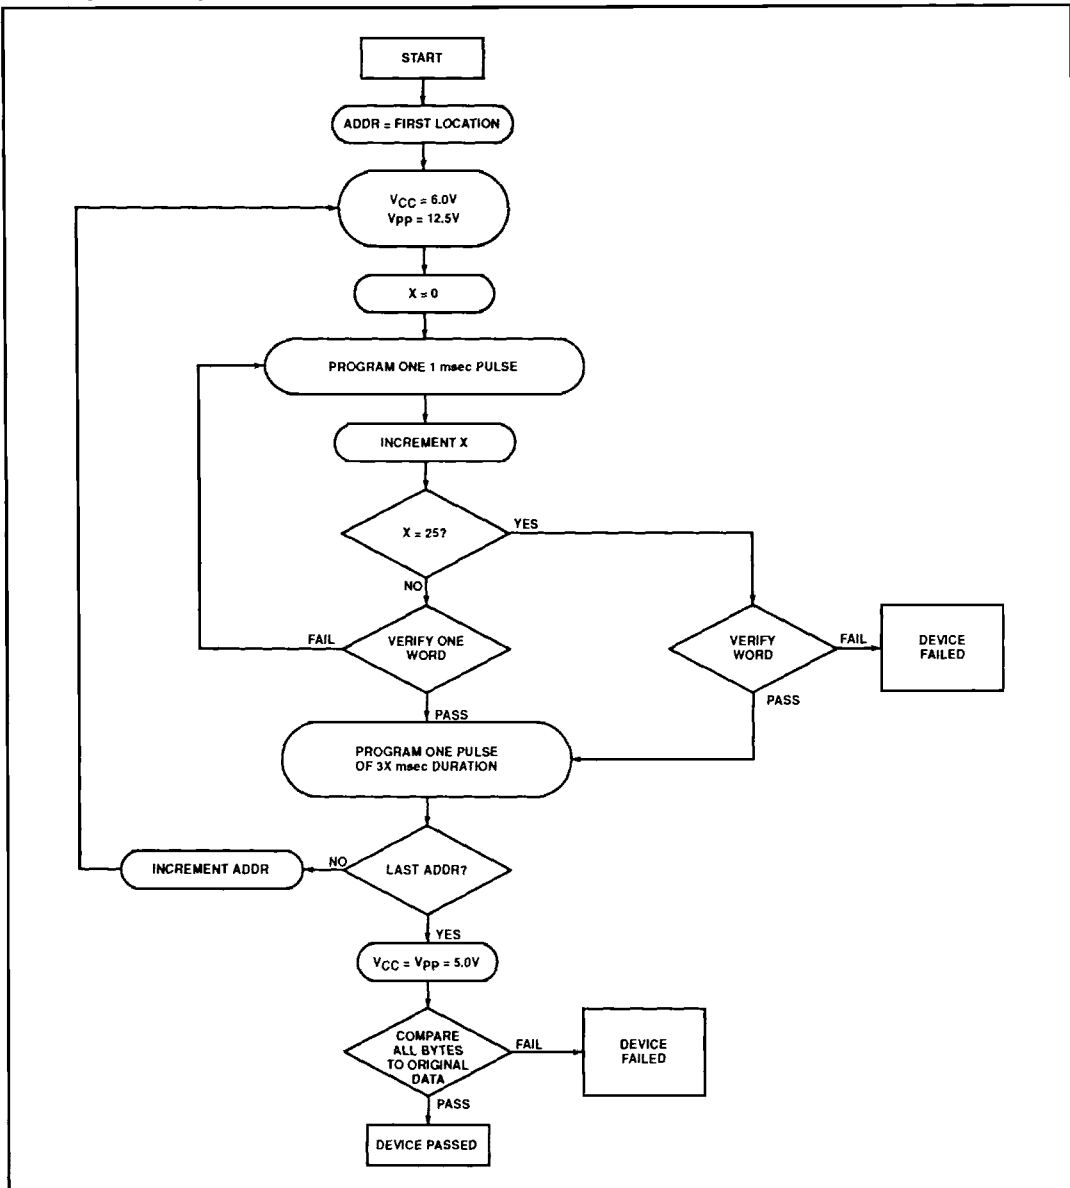 START
ADDR = FIRST LOCATION
VCC = 6.0V
VPP = 12.5V
X = 0
PROGRAM ONE 1 msec PULSE
INCREMENT X
X = 25?
YES
NO
VERIFY ONE
WORD
FAIL
VERIFY
WORD
FAIL
DEVICE
FAILED
PASS
PASS
PROGRAM ONE PULSE
OF 3X msec DURATION
INCREMENT ADDR
NO
LAST ADDR?
YES
VCC = VPP = 5.0V
COMPARE
ALL BYTES
TO ORIGINAL
DATA
FAIL
DEVICE
FAILED
PASS
DEVICE PASSED